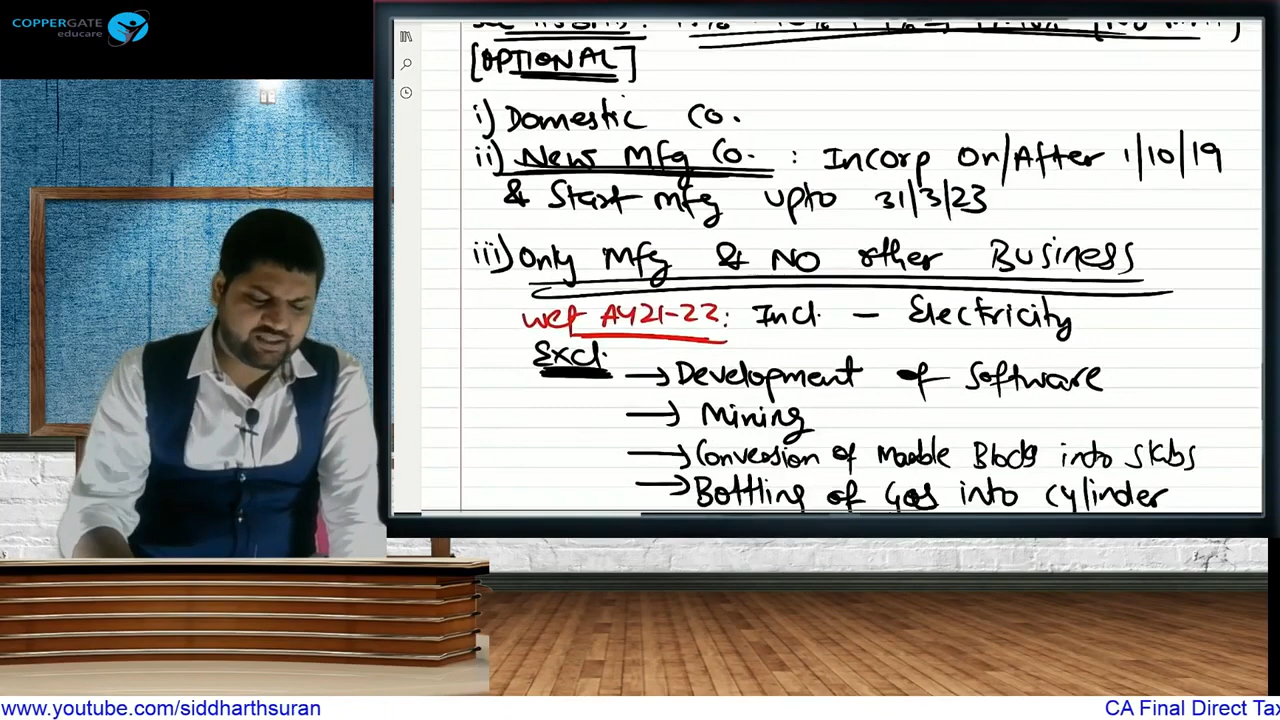 COPPERGATE
educare
[OPTIONAL]
i) Domestic Co.
ii) New Mfg Co. : Incorp On/After 1/10/19
& Start Mfg upto 31/3/23
iii) Only Mfg & NO other Business
wef AY21-22: Incl. - Electricity
Excl.
→ Development of Software
→ Mining
→ Conversion of Marble Blocks into Slabs
→ Bottling of Gas into Cylinder
www.youtube.com/siddharthsuran
CA Final Direct Tax